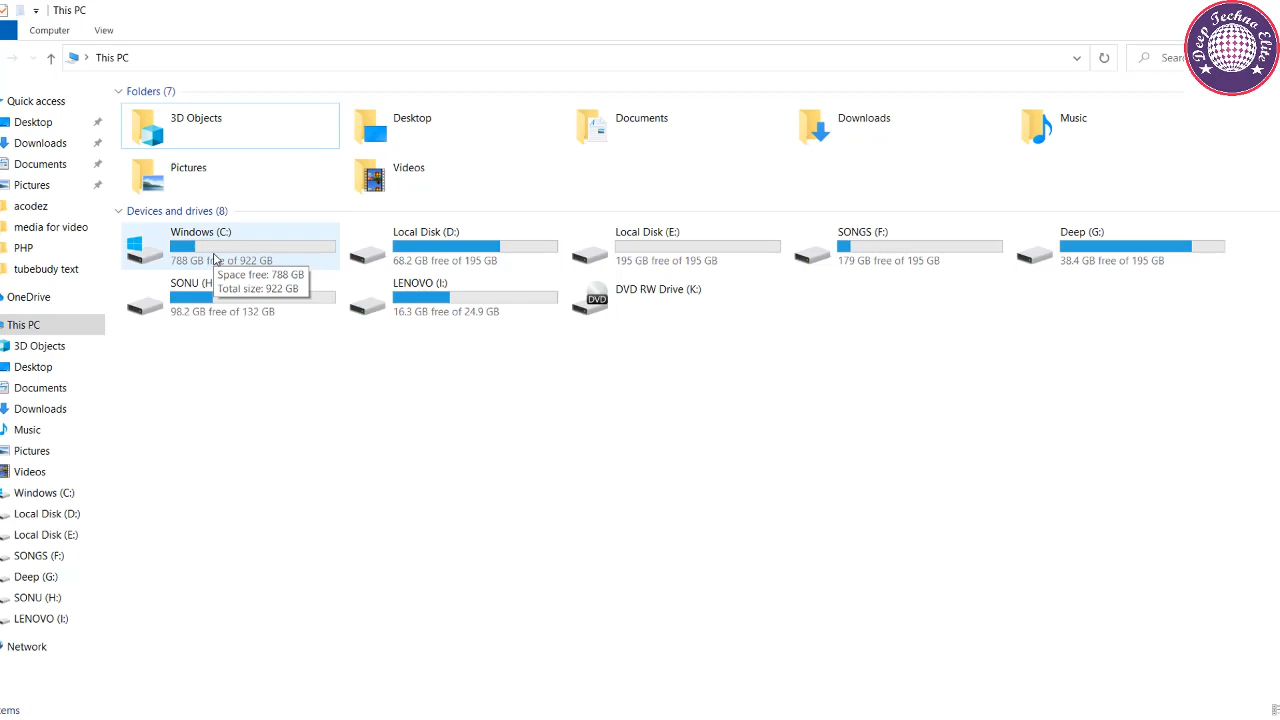 This PC
Computer
View
This PC
Sear
Deep Techno Elite
Quick access
Desktop
Downloads
Documents
Pictures
acodez
media for video
PHP
tubebudy text
OneDrive
This PC
3D Objects
Desktop
Documents
Downloads
Music
Pictures
Videos
Windows (C:)
Local Disk (D:)
Local Disk (E:)
SONGS (F:)
Deep (G:)
SONU (H:)
LENOVO (I:)
Network
Folders (7)
3D Objects
Desktop
Documents
Downloads
Music
Pictures
Videos
Devices and drives (8)
Windows (C:)
788 GB free of 922 GB
Space free: 788 GB
Total size: 922 GB
Local Disk (D:)
68.2 GB free of 195 GB
Local Disk (E:)
195 GB free of 195 GB
SONGS (F:)
179 GB free of 195 GB
Deep (G:)
38.4 GB free of 195 GB
SONU (H
98.2 GB free of 132 GB
LENOVO (I:)
16.3 GB free of 24.9 GB
DVD RW Drive (K:)
DVD
ems